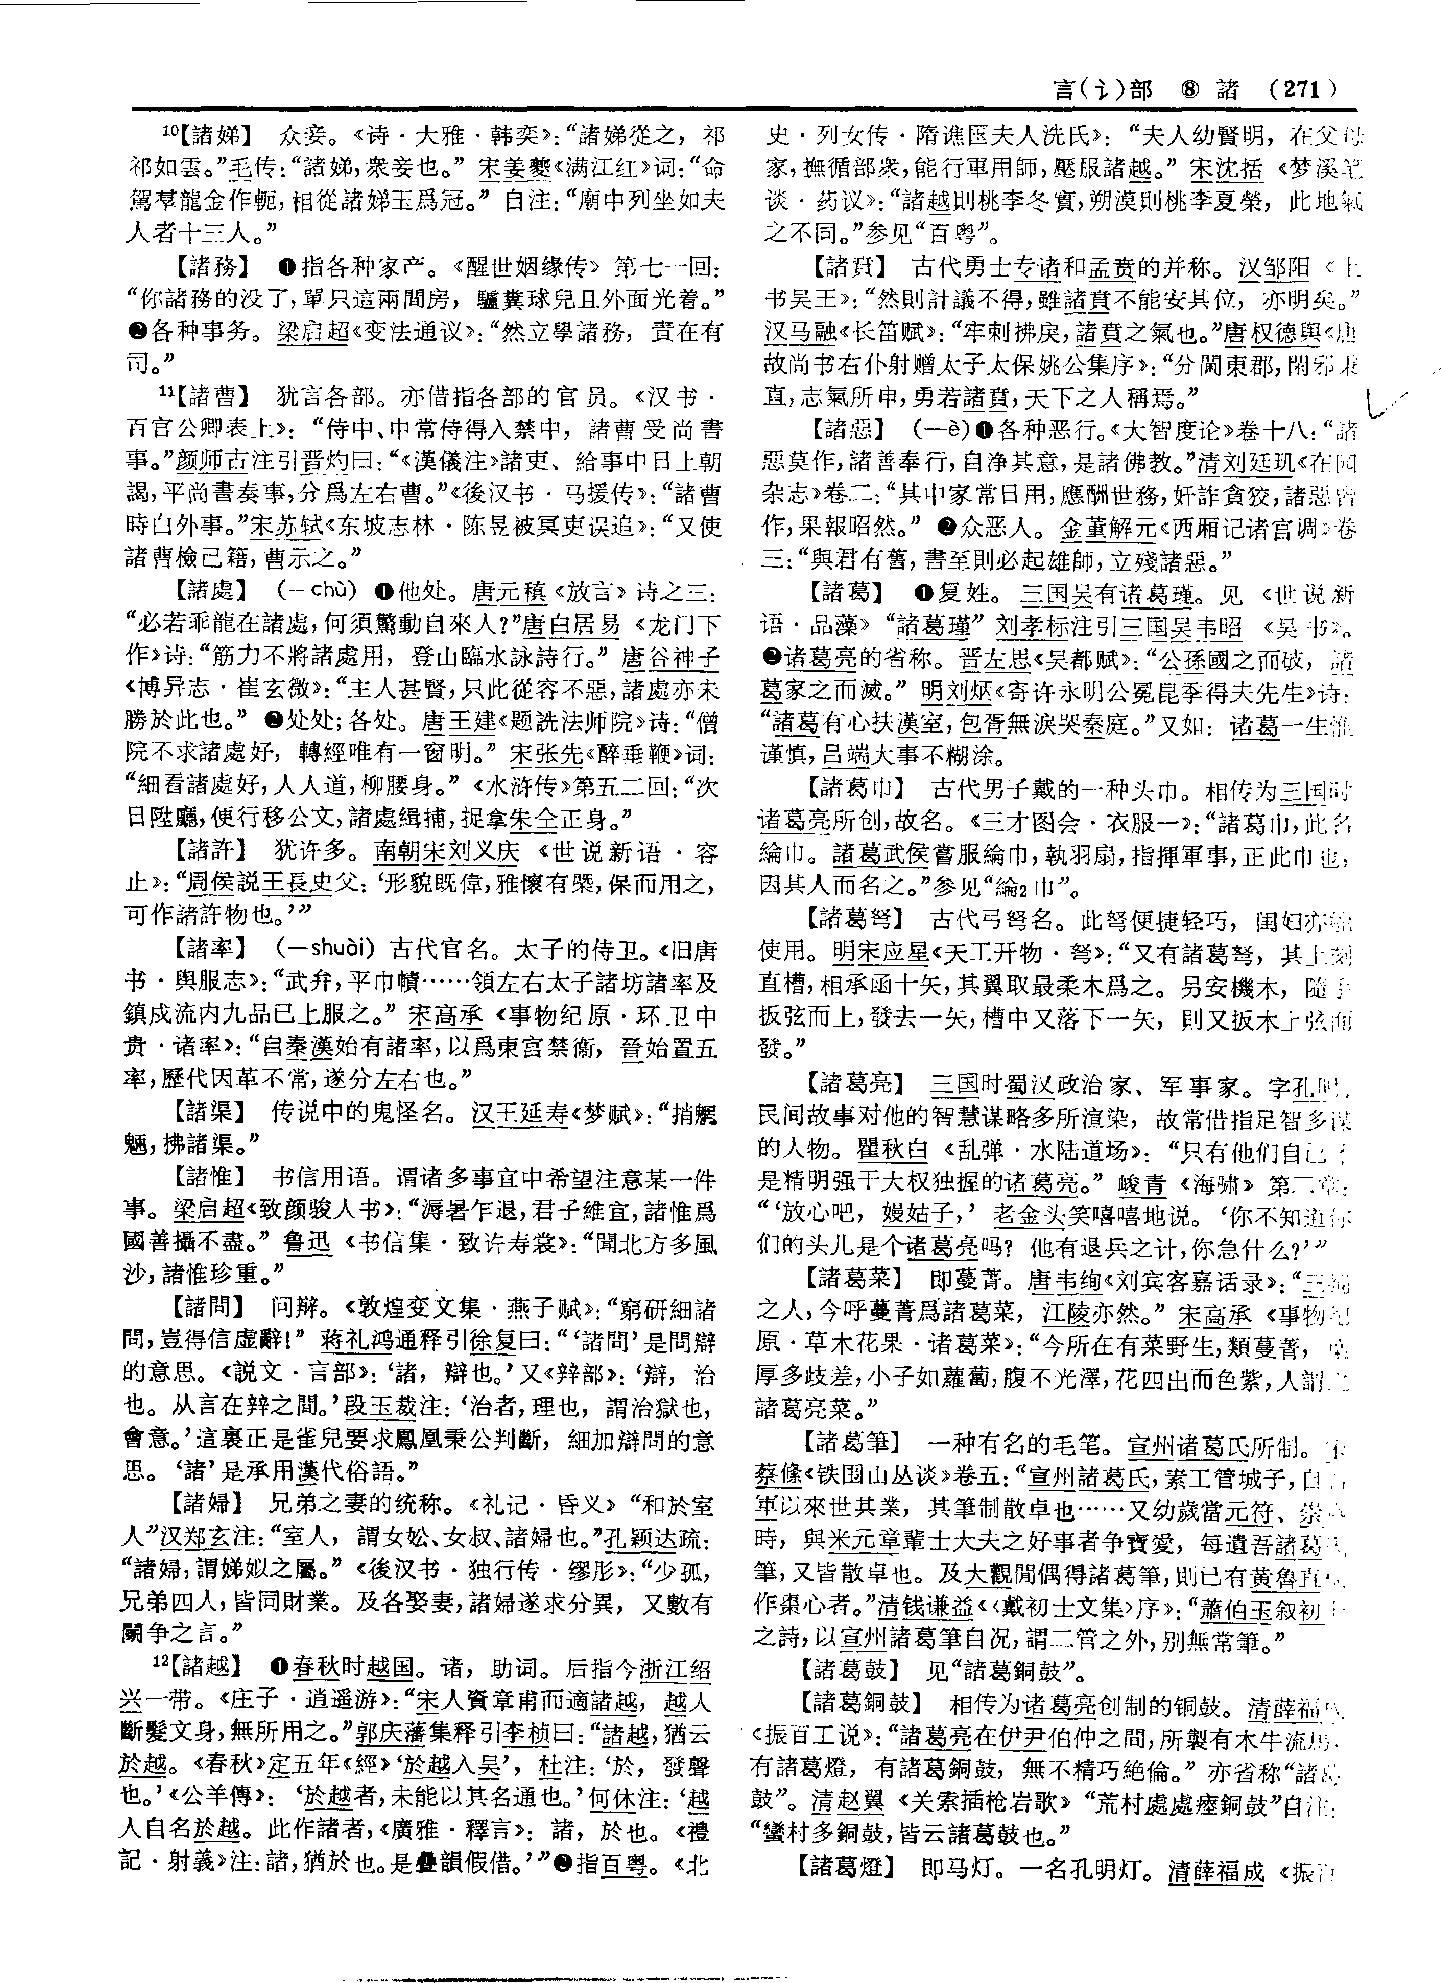 言(讠)部 ⑧ 諸 (271)
10【諸娣】 众妾。《诗·大雅·韩奕》：“諸娣從之，祁
祁如雲。”毛传：“諸娣，衆妾也。” 宋姜夔《满江红》词：“命
駕羣龍金作軛，相從諸娣玉爲冠。” 自注：“廟中列坐如夫
人者十三人。”
【諸務】 ❶指各种家产。《醒世姻缘传》第七一回：
“你諸務的没了，單只這兩間房，驢糞球兒且外面光着。”
❷各种事务。梁启超《变法通议》：“然立學諸務，責在有
司。”
11【諸曹】 犹言各部。亦借指各部的官员。《汉书·
百官公卿表上》：“侍中、中常侍得入禁中，諸曹受尚書
事。”颜师古注引晋灼曰：“《漢儀注》諸吏、給事中日上朝
謁，平尚書奏事，分爲左右曹。”《後汉书·马援传》：“諸曹
時白外事。”宋苏轼《东坡志林·陈昱被冥吏误追》：“又使
諸曹檢己籍，曹示之。”
【諸處】 (—chù) ❶他处。唐元稹《放言》诗之三：
“必若乖龍在諸處，何須驚動自來人？”唐白居易《龙门下
作》诗：“筋力不將諸處用，登山臨水詠詩行。” 唐谷神子
《博异志·崔玄微》：“主人甚賢，只此從容不惡，諸處亦未
勝於此也。” ❷处处；各处。唐王建《题诜法师院》诗：“僧
院不求諸處好，轉經唯有一窗明。” 宋张先《醉垂鞭》词：
“細看諸處好，人人道，柳腰身。”《水浒传》第五二回：“次
日陞廳，便行移公文，諸處缉捕，捉拿朱仝正身。”
【諸許】 犹许多。南朝宋刘义庆《世说新语·容
止》：“周侯説王長史父：‘形貌既偉，雅懷有槩，保而用之，
可作諸許物也。’”
【諸率】 (—shuài) 古代官名。太子的侍卫。《旧唐
书·舆服志》：“武弁，平巾幘……領左右太子諸坊諸率及
鎮戍流内九品已上服之。” 宋高承《事物纪原·环卫中
贵·诸率》：“自秦漢始有諸率，以爲東宫禁衞，晉始置五
率，歷代因革不常，遂分左右也。”
【諸渠】 传说中的鬼怪名。汉王延寿《梦赋》：“捎魍
魎，拂諸渠。”
【諸惟】 书信用语。谓诸多事宜中希望注意某一件
事。梁启超《致颜骏人书》：“溽暑乍退，君子維宜，諸惟爲
國善攝不盡。” 鲁迅《书信集·致许寿裳》：“聞北方多風
沙，諸惟珍重。”
【諸問】 问辩。《敦煌变文集·燕子赋》：“窮研細諸
問，豈得信虚辭！” 蒋礼鸿通释引徐复曰：“‘諸問’是問辯
的意思。《説文·言部》：‘諸，辯也。’又《辡部》：‘辯，治
也。从言在辡之間。’段玉裁注：‘治者，理也，謂治獄也，
會意。’這裏正是雀兒要求鳳凰秉公判斷，細加辯問的意
思。‘諸’是承用漢代俗語。”
【諸婦】 兄弟之妻的统称。《礼记·昏义》“和於室
人”汉郑玄注：“室人，謂女妐、女叔、諸婦也。”孔颖达疏：
“諸婦，謂娣姒之屬。”《後汉书·独行传·缪肜》：“少孤，
兄弟四人，皆同財業。及各娶妻，諸婦遂求分異，又數有
鬬争之言。”
12【諸越】 ❶春秋时越国。诸，助词。后指今浙江绍
兴一带。《庄子·逍遥游》：“宋人資章甫而適諸越，越人
斷髮文身，無所用之。”郭庆藩集释引李桢曰：“諸越，猶云
於越。《春秋》定五年《經》‘於越入吴’，杜注：‘於，發聲
也。’《公羊傳》：‘於越者，未能以其名通也。’何休注：‘越
人自名於越。此作諸者，《廣雅·釋言》：諸，於也。《禮
記·射義》注：諸，猶於也。是疊韻假借。’”❷指百粤。《北
史·列女传·隋谯国夫人洗氏》：“夫人幼賢明，在父母
家，撫循部衆，能行軍用師，壓服諸越。” 宋沈括《梦溪笔
谈·药议》：“諸越則桃李冬實，朔漠則桃李夏榮，此地氣
之不同。”参见“百粤”。
【諸賁】 古代勇士专诸和孟贲的并称。汉邹阳《上
书吴王》：“然則計議不得，雖諸賁不能安其位，亦明矣。”
汉马融《长笛赋》：“牢剌拂戾，諸賁之氣也。”唐权德舆《唐
故尚书右仆射赠太子太保姚公集序》：“分閫東郡，閑邪秉
直，志氣所申，勇若諸賁，天下之人稱焉。”
【諸惡】 (—è)❶各种恶行。《大智度论》卷十八：“諸
惡莫作，諸善奉行，自净其意，是諸佛教。”清刘廷玑《在园
杂志》卷二：“其中家常日用，應酬世務，奸詐貪狡，諸惡皆
作，果報昭然。” ❷众恶人。金董解元《西厢记诸宫调》卷
三：“與君有舊，書至則必起雄師，立殘諸惡。”
【諸葛】 ❶复姓。三国吴有诸葛瑾。见《世说新
语·品藻》“諸葛瑾”刘孝标注引三国吴韦昭《吴书》。
❷诸葛亮的省称。晋左思《吴都赋》：“公孫國之而破，諸
葛家之而滅。” 明刘炳《寄许永明公冕昆季得夫先生》诗：
“諸葛有心扶漢室，包胥無淚哭秦庭。”又如：诸葛一生惟
谨慎，吕端大事不糊涂。
【諸葛巾】 古代男子戴的一种头巾。相传为三国时
诸葛亮所创，故名。《三才图会·衣服一》：“諸葛巾，此名
綸巾。諸葛武侯嘗服綸巾，執羽扇，指揮軍事，正此巾也，
因其人而名之。”参见“綸2巾”。
【諸葛弩】 古代弓弩名。此弩便捷轻巧，闺妇亦能
使用。明宋应星《天工开物·弩》：“又有諸葛弩，其上刻
直槽，相承函十矢，其翼取最柔木爲之。另安機木，隨手
扳弦而上，發去一矢，槽中又落下一矢，則又扳木上弦而
發。”
【諸葛亮】 三国时蜀汉政治家、军事家。字孔明。
民间故事对他的智慧谋略多所渲染，故常借指足智多谋
的人物。瞿秋白《乱弹·水陆道场》：“只有他们自己才
是精明强干大权独握的诸葛亮。” 峻青《海啸》第二章：
“‘放心吧，嫚姑子，’ 老金头笑嘻嘻地说。‘你不知道你
们的头儿是个诸葛亮吗？他有退兵之计，你急什么？’”
【諸葛菜】 即蔓菁。唐韦绚《刘宾客嘉话录》：“三蜀
之人，今呼蔓菁爲諸葛菜，江陵亦然。” 宋高承《事物纪
原·草木花果·诸葛菜》：“今所在有菜野生，類蔓菁，葉
厚多歧差，小子如蘿蔔，腹不光澤，花四出而色紫，人謂之
諸葛亮菜。”
【諸葛筆】 一种有名的毛笔。宣州诸葛氏所制。宋
蔡絛《铁围山丛谈》卷五：“宣州諸葛氏，素工管城子，自右
軍以來世其業，其筆制散卓也……又幼歲當元符、崇寧
時，與米元章輩士大夫之好事者争寶愛，每遺吾諸葛氏
筆，又皆散卓也。及大觀間偶得諸葛筆，則已有黄魯直樣
作棗心者。”清钱谦益《〈戴初士文集〉序》：“蕭伯玉叙初士
之詩，以宣州諸葛筆自况，謂二管之外，别無常筆。”
【諸葛鼓】 见“諸葛銅鼓”。
【諸葛銅鼓】 相传为诸葛亮创制的铜鼓。清薛福成
《振百工说》：“諸葛亮在伊尹伯仲之間，所製有木牛流馬，
有諸葛燈，有諸葛銅鼓，無不精巧絶倫。” 亦省称“諸葛
鼓”。清赵翼《关索插枪岩歌》“荒村處處瘞銅鼓”自注：
“蠻村多銅鼓，皆云諸葛鼓也。”
【諸葛燈】 即马灯。一名孔明灯。清薛福成《振百